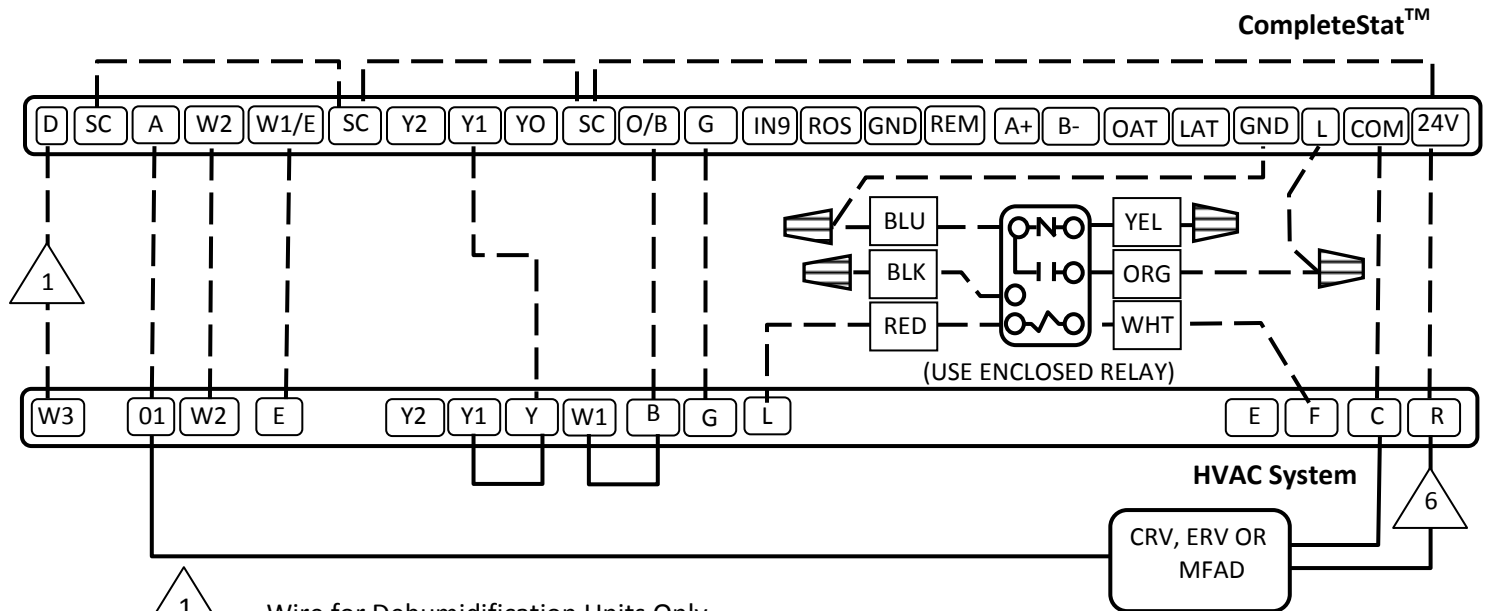 CompleteStat™
D SC A W2 W1/E SC Y2 Y1 YO SC O/B G IN9 ROS GND REM A+ B- OAT LAT GND L COM 24V
BLU YEL
1
BLK ORG
RED WHT
(USE ENCLOSED RELAY)
W3 01 W2 E Y2 Y1 Y W1 B G L E F C R
HVAC System
6
CRV, ERV OR
MFAD
1 Wire for Dehumidification Units Only